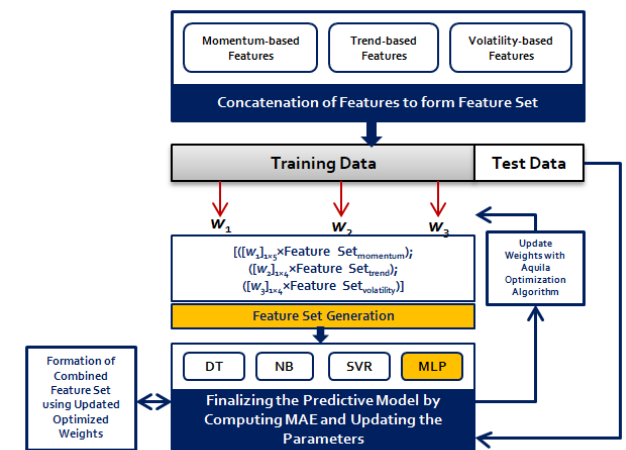 Momentum-based
Features
Trend-based
Features
Volatility-based
Features
Concatenation of Features to form Feature Set
Training Data
Test Data
w1
w2
w3
[([w1]1×5×Feature Setmomentum);
([w2]1×4×Feature Settrend);
([w3]1×4×Feature Setvolatility)]
Feature Set Generation
Update
Weights with
Aquila
Optimization
Algorithm
DT
NB
SVR
MLP
Finalizing the Predictive Model by
Computing MAE and Updating the
Parameters
Formation of
Combined
Feature Set
using Updated
Optimized
Weights